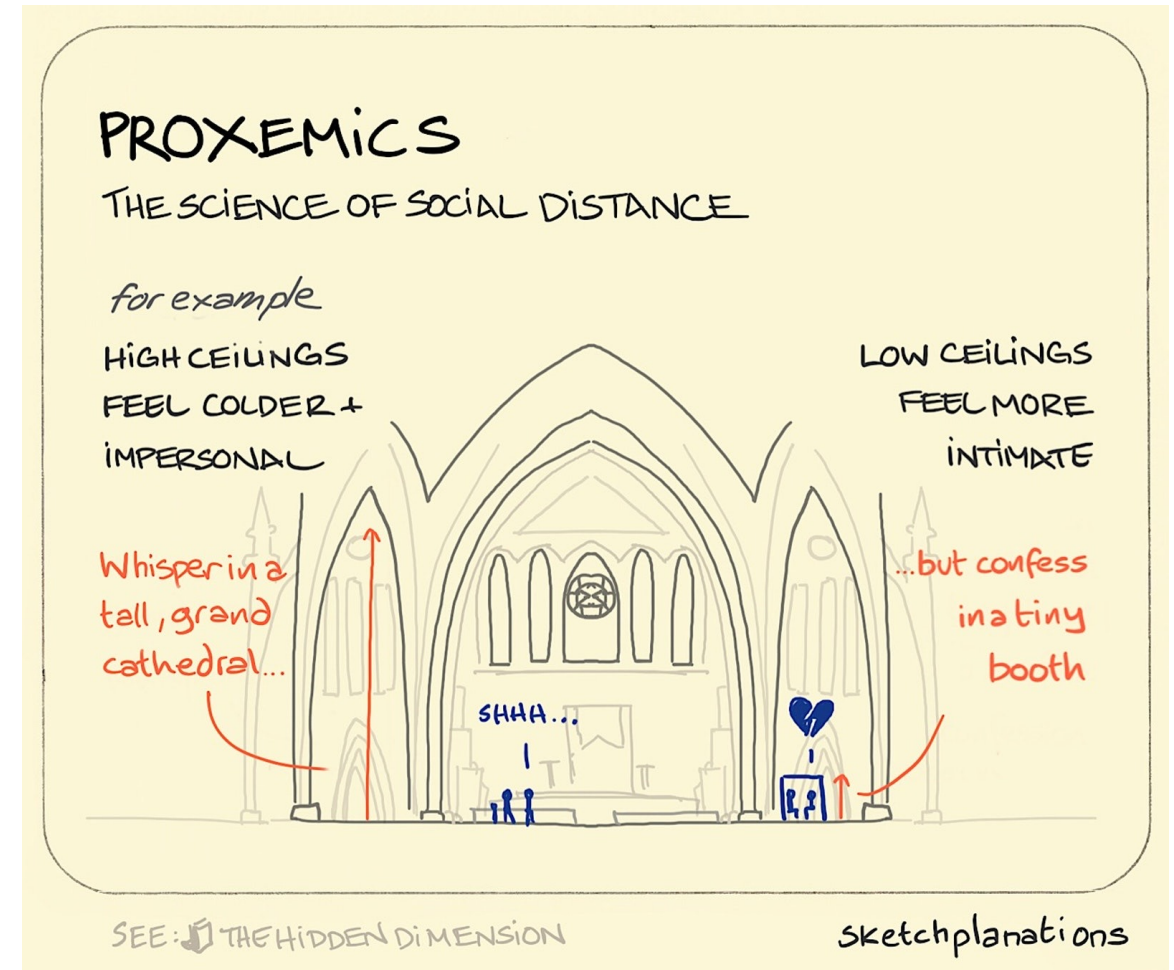 PROXEMiCS
THE SCiENCE OF SOCiAL DiSTANCE
for example
HiGH CEiLiNGS
FEEL COLDER +
iMPERSONAL
LOW CEiLiNGS
FEEL MORE
iNTiMATE
Whisper in a
tall, grand
cathedral...
...but confess
in a tiny
booth
SHHH...
SEE: THE HiDDEN DiMENSiON
sketchplanations